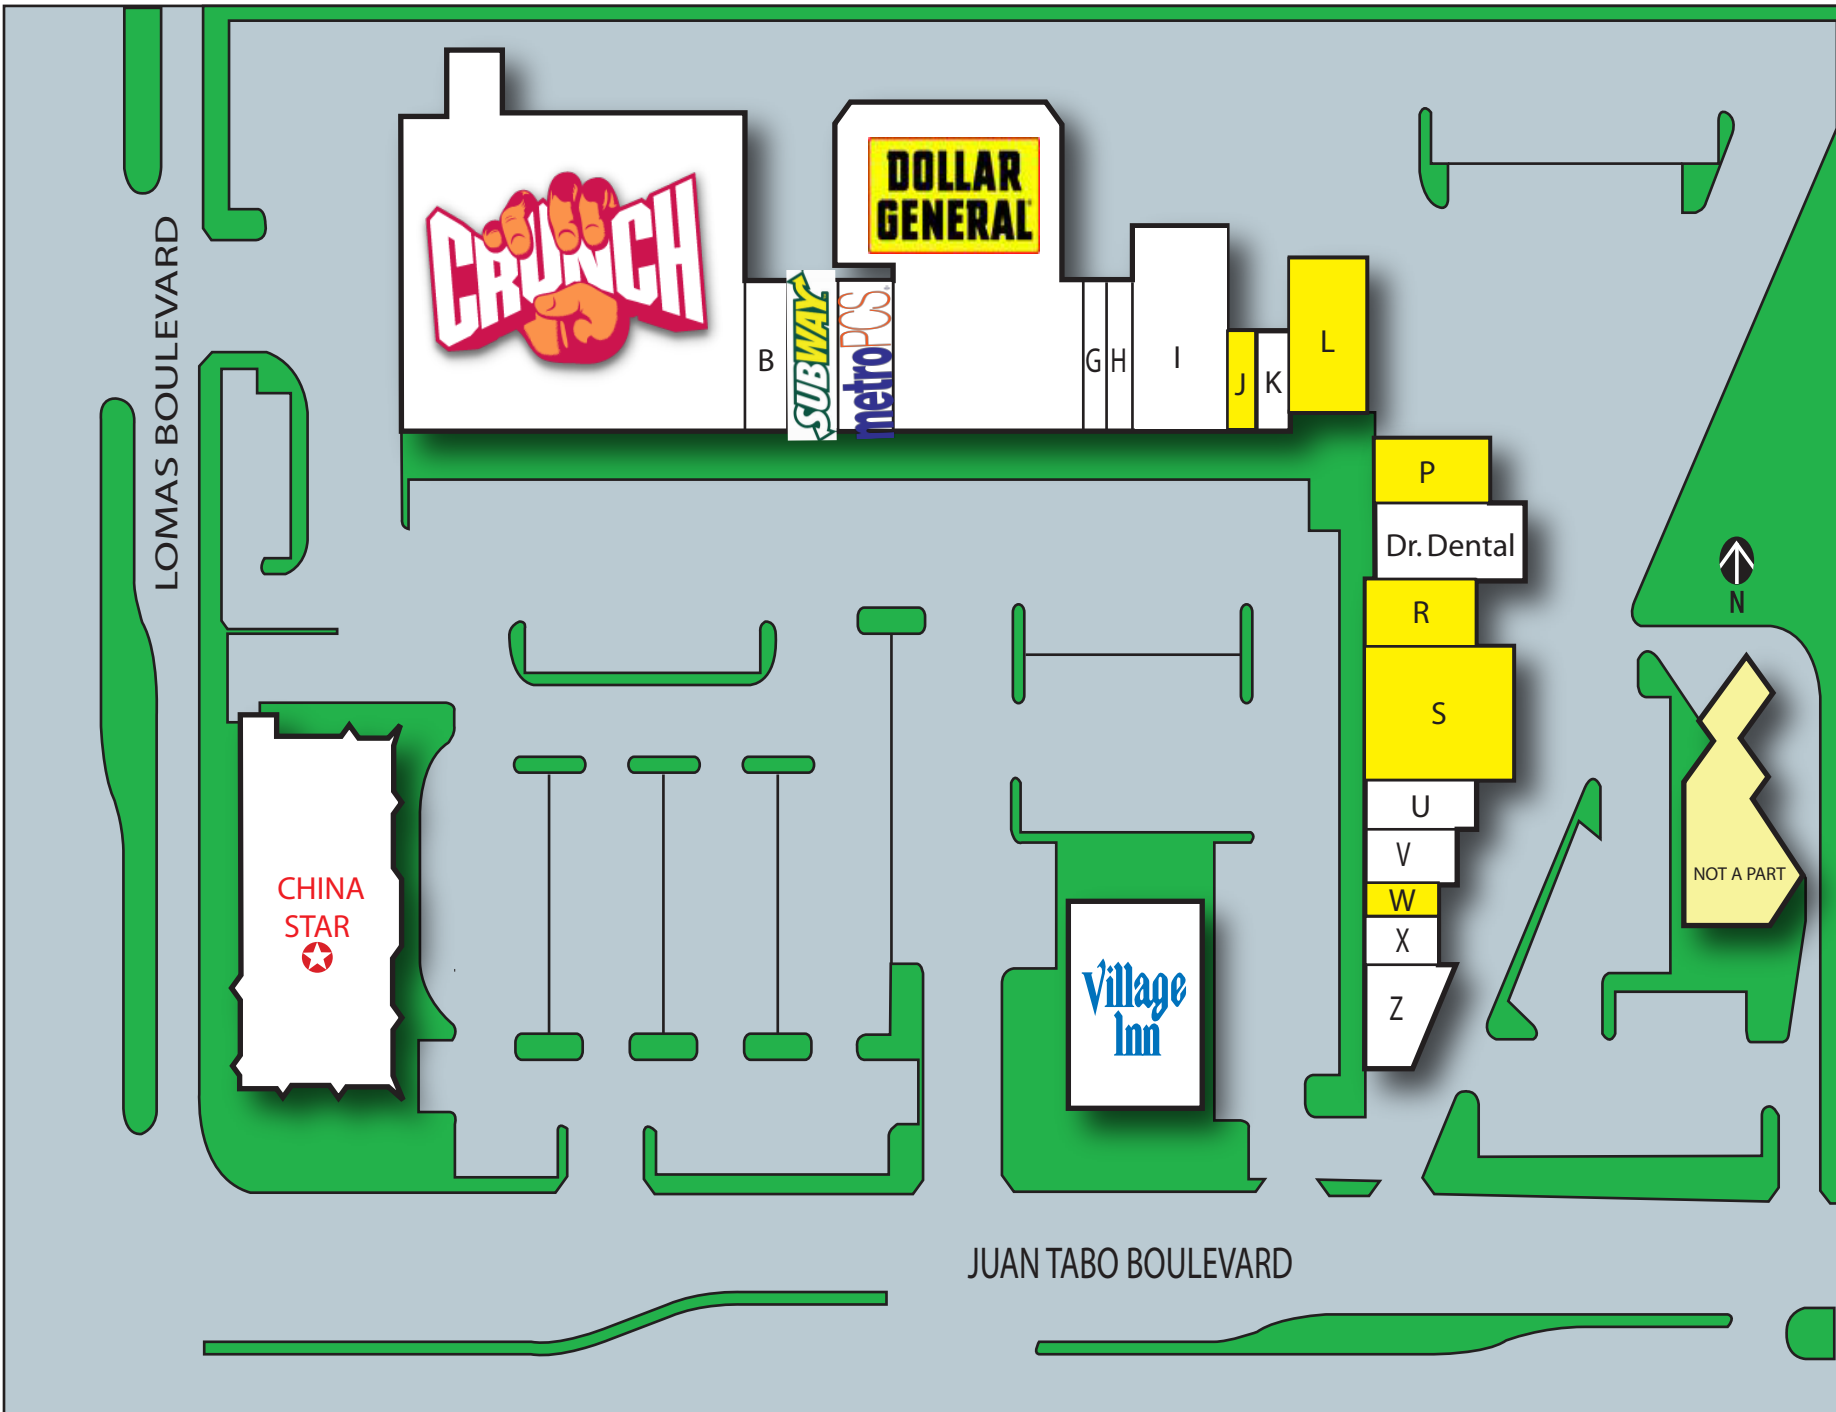 LOMAS BOULEVARD
CRUNCH
DOLLAR
GENERAL®
B
SUBWAY
metroPCS
G
H
I
J
K
L
P
Dr. Dental
R
S
U
V
W
X
Z
N
NOT A PART
CHINA
STAR
Village
Inn
JUAN TABO BOULEVARD